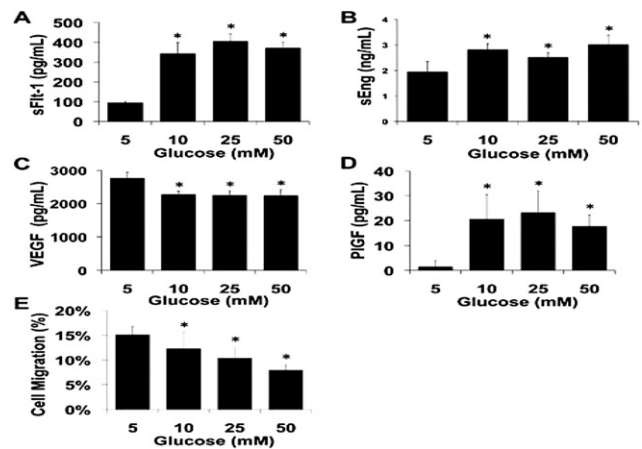 A
sFlt-1 (pg/mL)
500
400
300
200
100
0
* * *
5 10 25 50
Glucose (mM)
B
sEng (ng/mL)
4
3
2
1
0
* * *
5 10 25 50
Glucose (mM)
C
VEGF (pg/mL)
3000
2000
1000
0
* * *
5 10 25 50
Glucose (mM)
D
PlGF (pg/mL)
40
30
20
10
0
* * *
5 10 25 50
Glucose (mM)
E
Cell Migration (%)
20%
15%
10%
5%
0%
* * *
5 10 25 50
Glucose (mM)